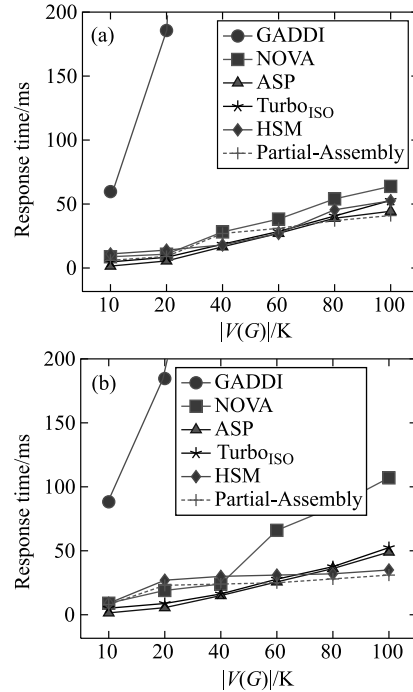 (a)
GADDI
NOVA
ASP
TurboISO
HSM
Partial-Assembly
Response time/ms
200
150
100
50
0
10 20 40 60 80 100
|V(G)|/K
(b)
GADDI
NOVA
ASP
TurboISO
HSM
Partial-Assembly
Response time/ms
200
150
100
50
0
10 20 40 60 80 100
|V(G)|/K